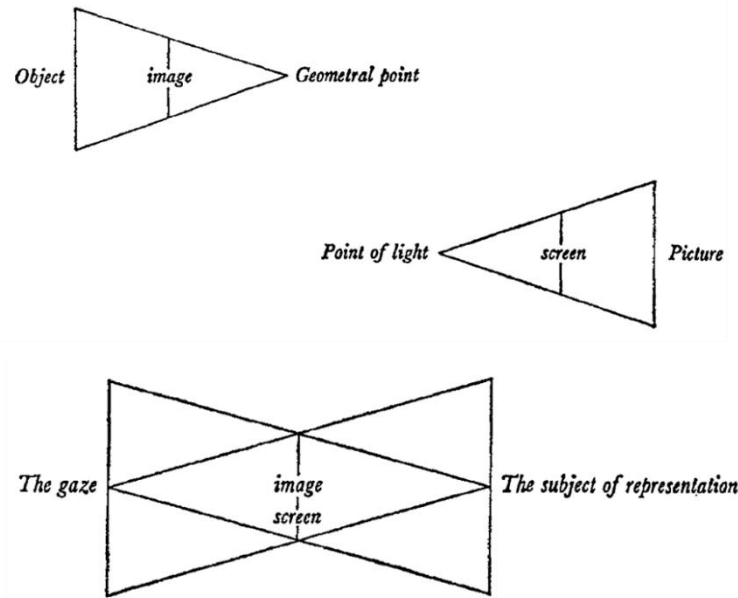 Object image Geometral point
Point of light screen Picture
The gaze image The subject of representation
screen